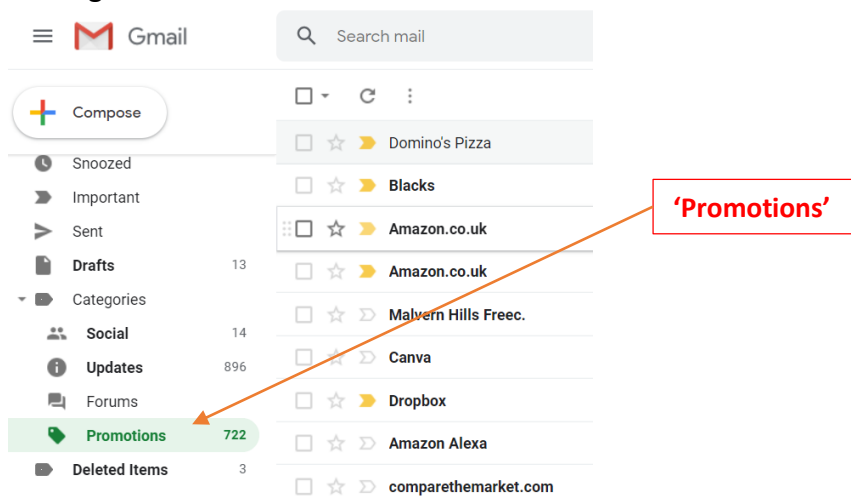 Gmail
Search mail
Compose
Snoozed
Important
Sent
Drafts 13
Categories
Social 14
Updates 896
Forums
Promotions 722
Deleted Items 3
Domino's Pizza
Blacks
Amazon.co.uk
Amazon.co.uk
Malvern Hills Freec.
Canva
Dropbox
Amazon Alexa
comparethemarket.com
‘Promotions’